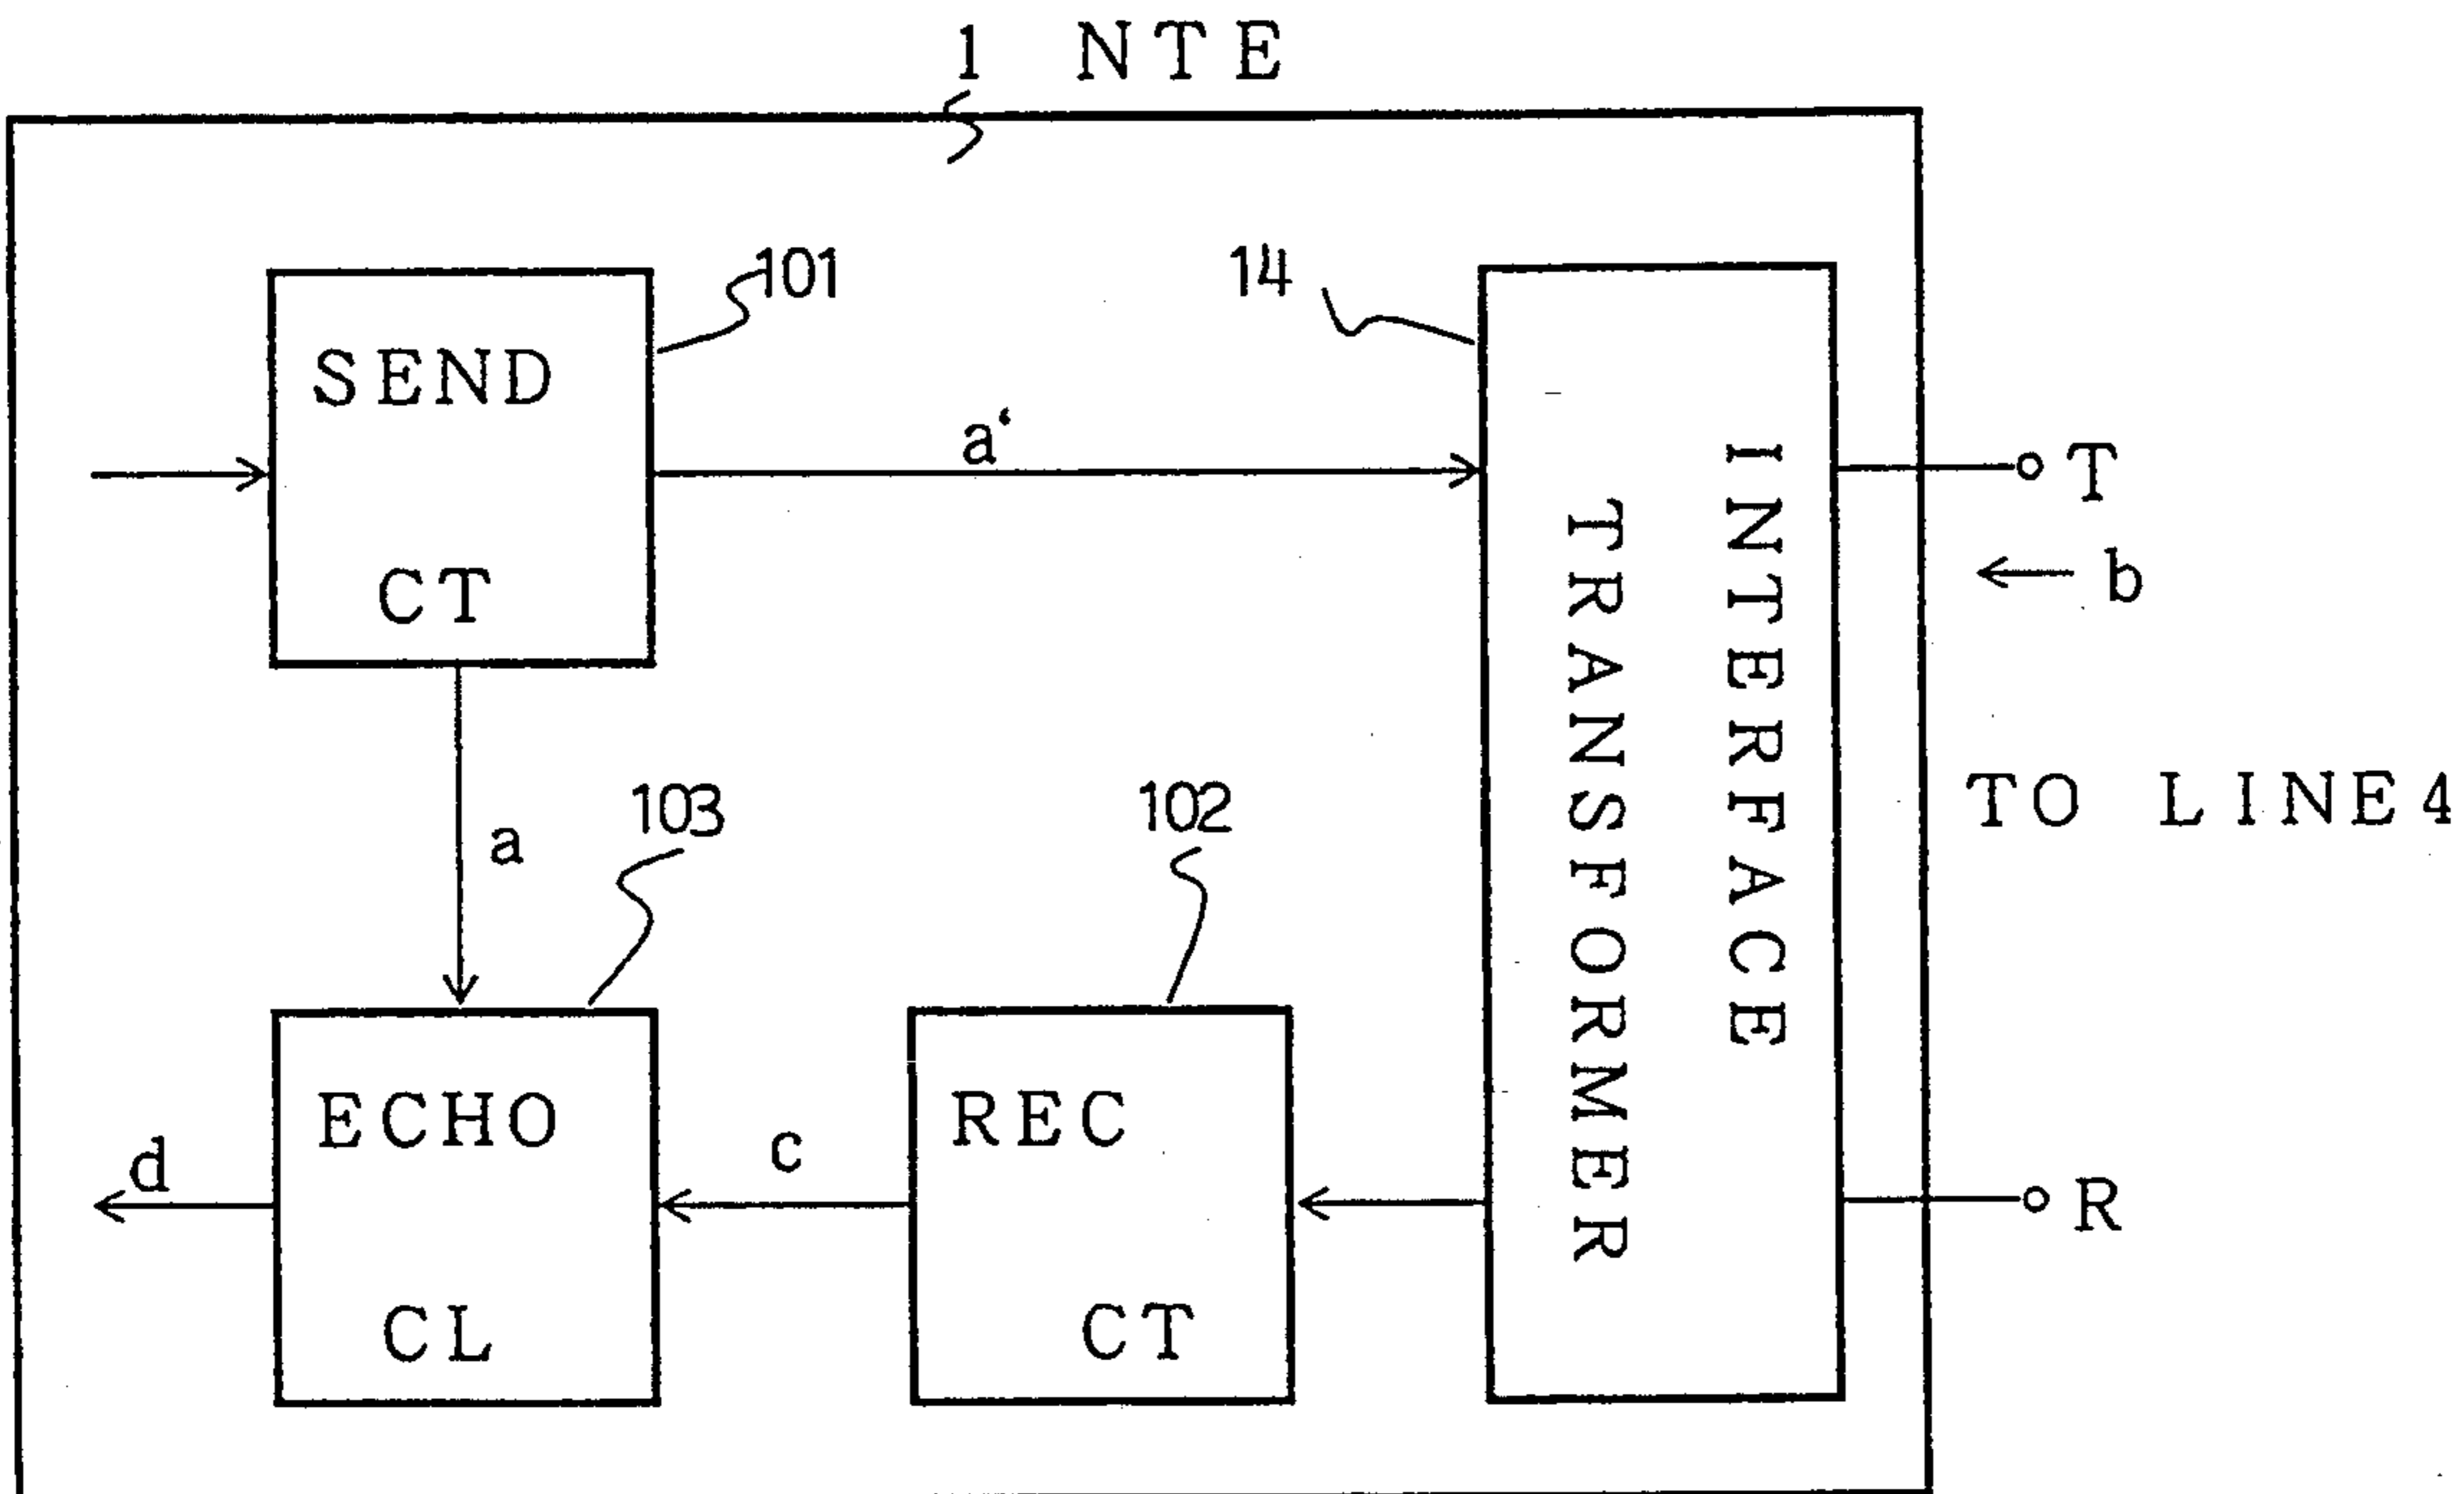 1 NTE
101
14
SEND
CT
a'
T
b
INTERFACE
TRANSFORMER
TO LINE4
a
103
102
ECHO
CL
c
REC
CT
d
R